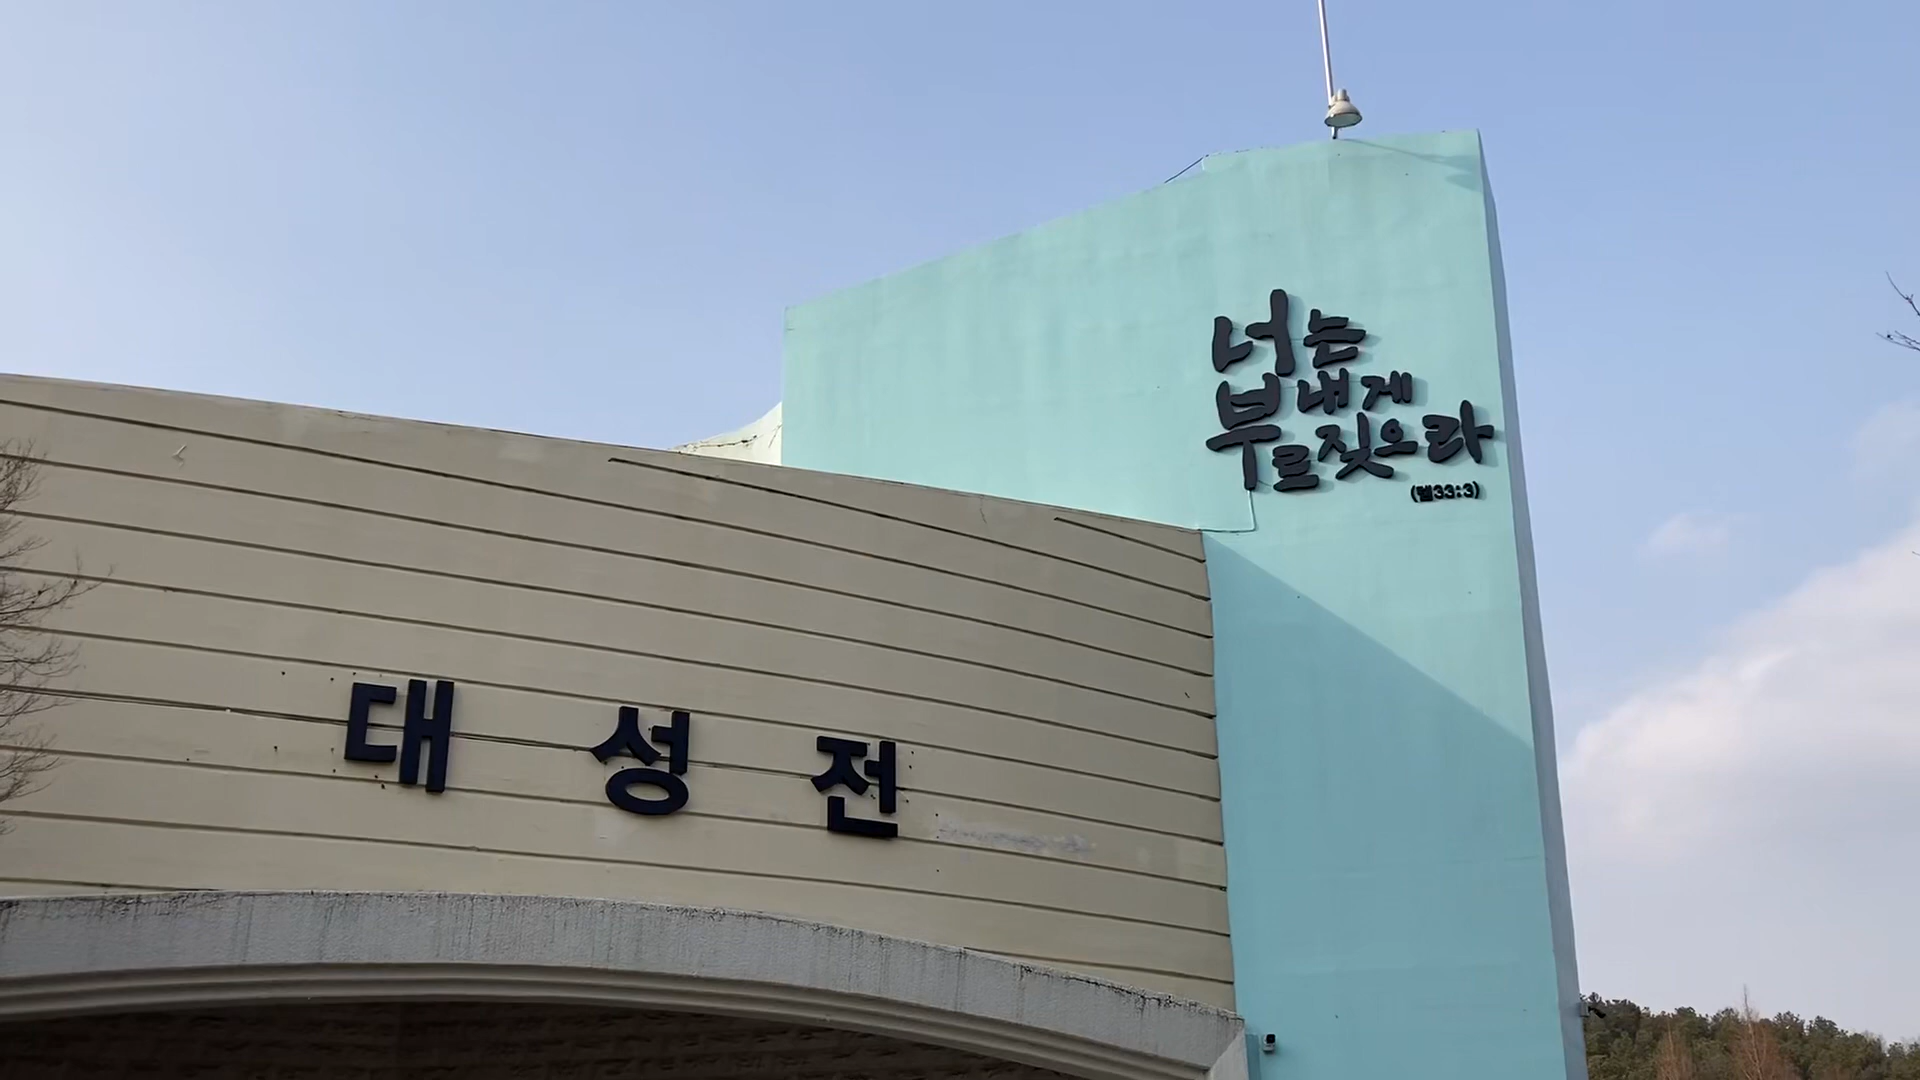 너는
내게
부르짖으라
(렘33:3)
대성전